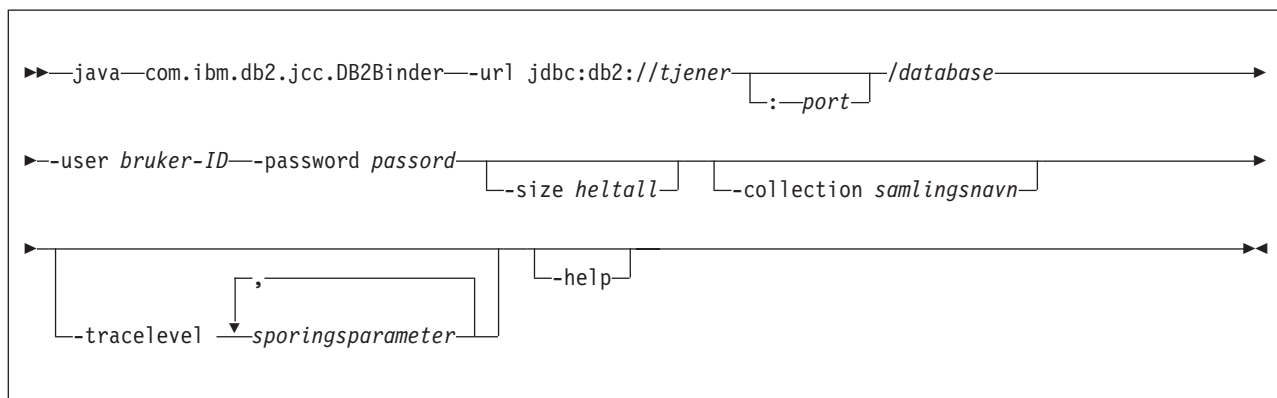 java com.ibm.db2.jcc.DB2Binder -url jdbc:db2://tjener /database
: port
-user bruker-ID -password passord
-size heltall -collection samlingsnavn
,
-help
-tracelevel sporingsparameter